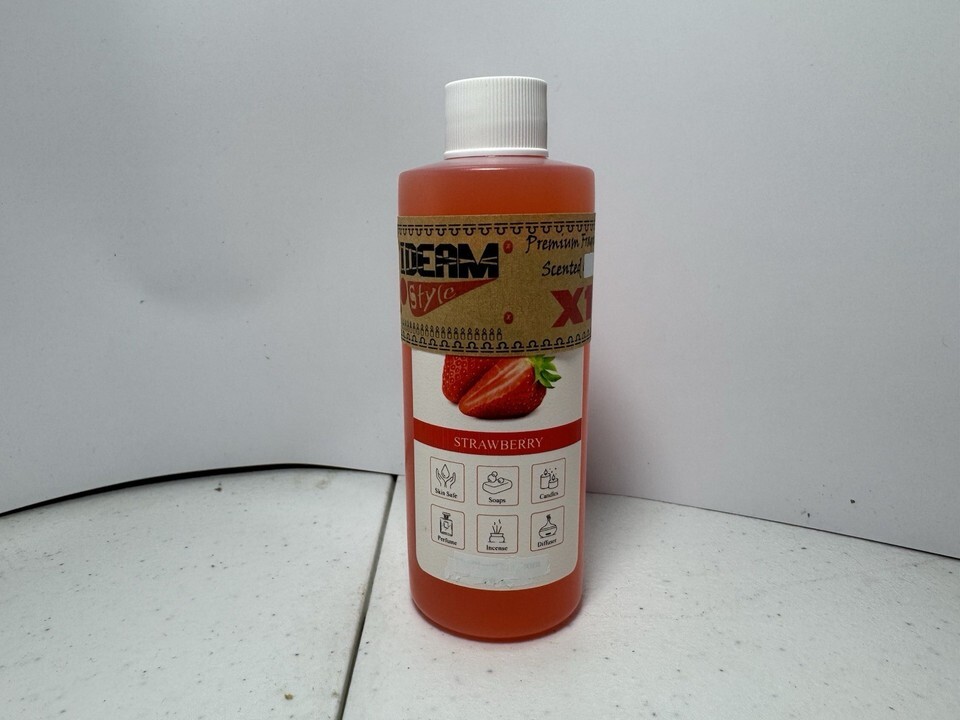 IDEAM
Style
Premium
Scented
X1
STRAWBERRY
Skin Safe
Soaps
Candles
Perfume
Incense
Diffuser